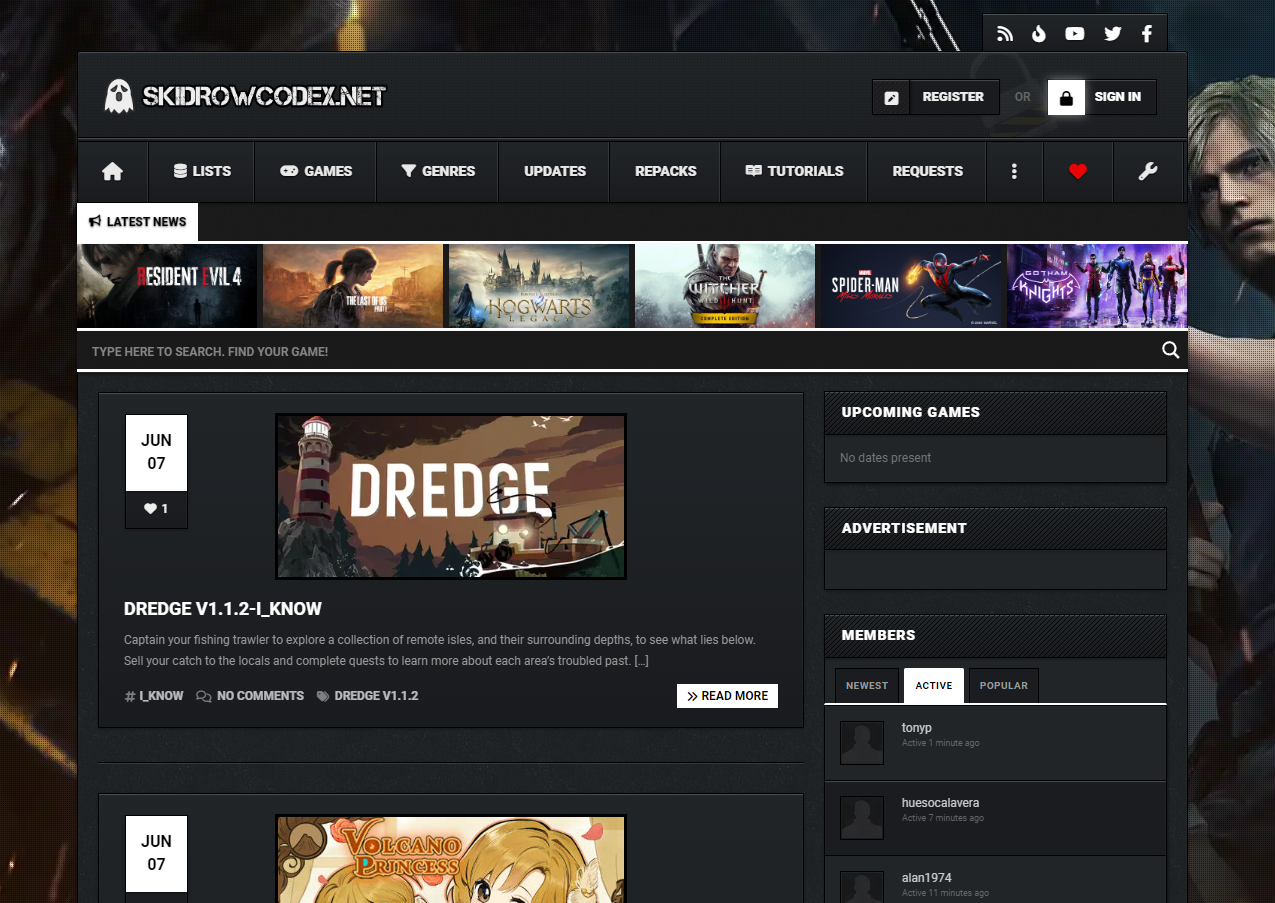 SKIDROWCODEX.NET
REGISTER OR SIGN IN
LISTS GAMES GENRES UPDATES REPACKS TUTORIALS REQUESTS
LATEST NEWS
RESIDENT EVIL 4
THE LAST OF US
PART I
HOGWARTS
LEGACY
THE
WITCHER
WILD HUNT
COMPLETE EDITION
MARVEL
SPIDER-MAN
MILES MORALES
GOTHAM
KNIGHTS
TYPE HERE TO SEARCH. FIND YOUR GAME!
JUN
07
1
DREDGE
DREDGE V1.1.2-I_KNOW
Captain your fishing trawler to explore a collection of remote isles, and their surrounding depths, to see what lies below.
Sell your catch to the locals and complete quests to learn more about each area's troubled past. [...]
# I_KNOW NO COMMENTS DREDGE V1.1.2
READ MORE
JUN
07
VOLCANO
PRINCESS
UPCOMING GAMES
No dates present
ADVERTISEMENT
MEMBERS
NEWEST ACTIVE POPULAR
tonyp
Active 1 minute ago
huesocalavera
Active 7 minutes ago
alan1974
Active 11 minutes ago